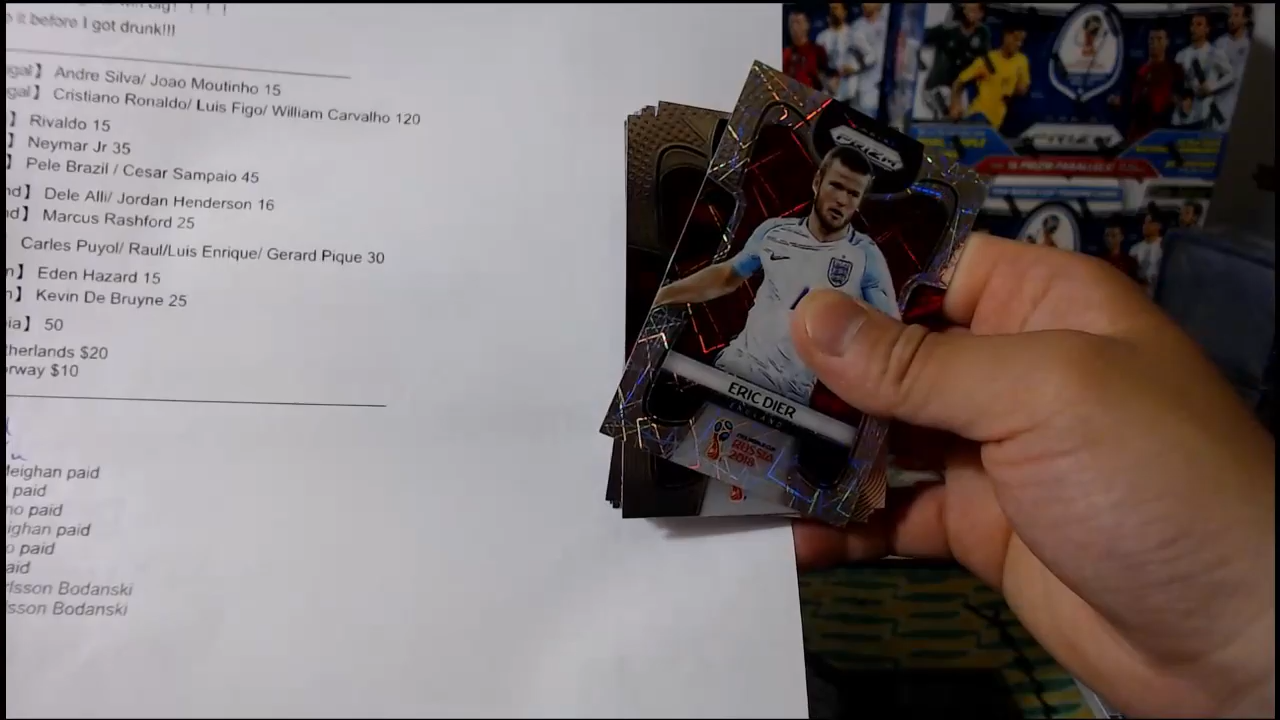 it before I got drunk!!!
gal】 Andre Silva/ Joao Moutinho 15
gal】 Cristiano Ronaldo/ Luis Figo/ William Carvalho 120
】 Rivaldo 15
】 Neymar Jr 35
】 Pele Brazil / Cesar Sampaio 45
nd】 Dele Alli/ Jordan Henderson 16
nd】 Marcus Rashford 25
Carles Puyol/ Raul/Luis Enrique/ Gerard Pique 30
n】 Eden Hazard 15
n】 Kevin De Bruyne 25
ia】 50
therlands $20
rway $10
leighan paid
paid
no paid
ighan paid
o paid
aid
rlsson Bodanski
sson Bodanski
PRIZM
ERIC DIER
ENGLAND
RUSSIA
2018
PRIZM